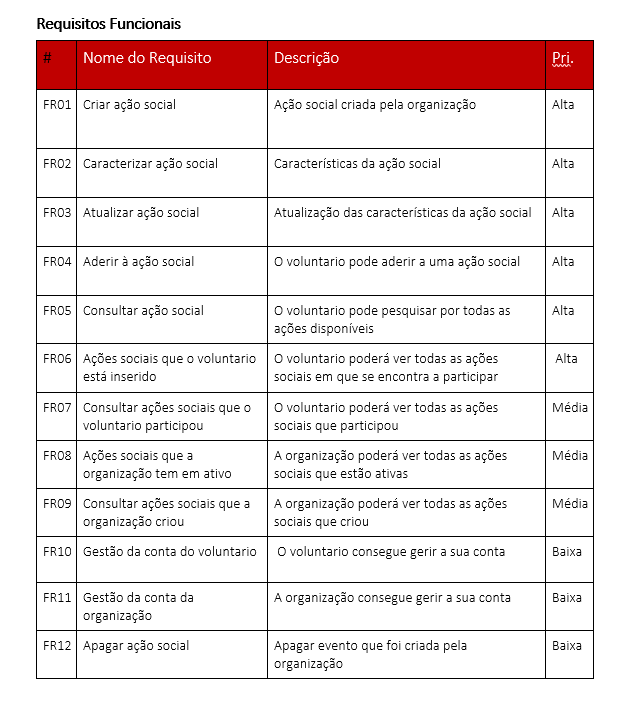 Requisitos Funcionais
# Nome do Requisito Descrição Pri.
FR01 Criar ação social Ação social criada pela organização Alta
FR02 Caracterizar ação social Características da ação social Alta
FR03 Atualizar ação social Atualização das características da ação social Alta
FR04 Aderir à ação social O voluntario pode aderir a uma ação social Alta
FR05 Consultar ação social O voluntario pode pesquisar por todas as Alta
ações disponíveis
FR06 Ações sociais que o voluntario O voluntario poderá ver todas as ações Alta
está inserido sociais em que se encontra a participar
FR07 Consultar ações sociais que o O voluntario poderá ver todas as ações Média
voluntario participou sociais que participou
FR08 Ações sociais que a A organização poderá ver todas as ações Média
organização tem em ativo sociais que estão ativas
FR09 Consultar ações sociais que a A organização poderá ver todas as ações Média
organização criou sociais que criou
FR10 Gestão da conta do voluntario O voluntario consegue gerir a sua conta Baixa
FR11 Gestão da conta da A organização consegue gerir a sua conta Baixa
organização
FR12 Apagar ação social Apagar evento que foi criada pela Baixa
organização